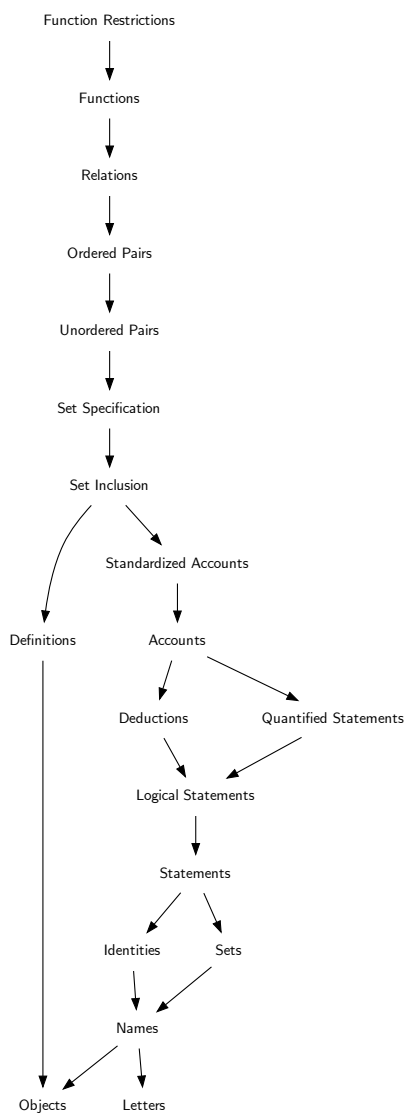 Function Restrictions
Functions
Relations
Ordered Pairs
Unordered Pairs
Set Specification
Set Inclusion
Standardized Accounts
Definitions
Accounts
Deductions
Quantified Statements
Logical Statements
Statements
Identities
Sets
Names
Objects
Letters